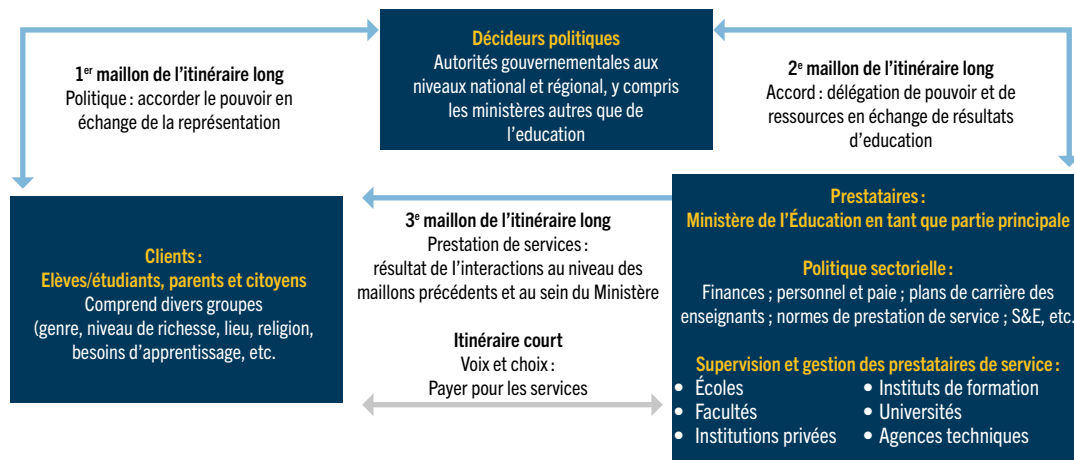 Décideurs politiques
Autorités gouvernementales aux
niveaux national et régional, y compris
les ministères autres que de
l’education
1er maillon de l’itinéraire long
Politique : accorder le pouvoir en
échange de la représentation
2e maillon de l’itinéraire long
Accord : délégation de pouvoir et de
ressources en échange de résultats
d’education
Clients :
Elèves/étudiants, parents et citoyens
Comprend divers groupes
(genre, niveau de richesse, lieu, religion,
besoins d’apprentissage, etc.
3e maillon de l’itinéraire long
Prestation de services :
résultat de l’interactions au niveau des
maillons précédents et au sein du Ministère
Itinéraire court
Voix et choix :
Payer pour les services
Prestataires :
Ministère de l’Éducation en tant que partie principale
Politique sectorielle :
Finances ; personnel et paie ; plans de carrière des
enseignants ; normes de prestation de service ; S&E, etc.
Supervision et gestion des prestataires de service :
• Écoles
• Facultés
• Institutions privées
• Instituts de formation
• Universités
• Agences techniques